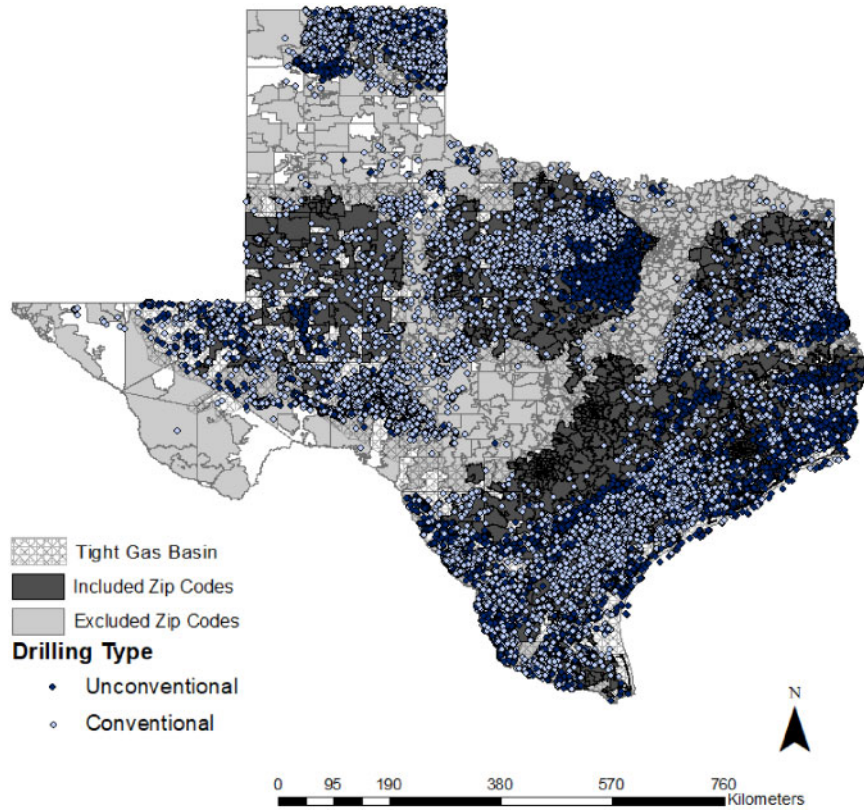 Tight Gas Basin
Included Zip Codes
Excluded Zip Codes
Drilling Type
Unconventional
Conventional
N
0 95 190 380 570 760
Kilometers